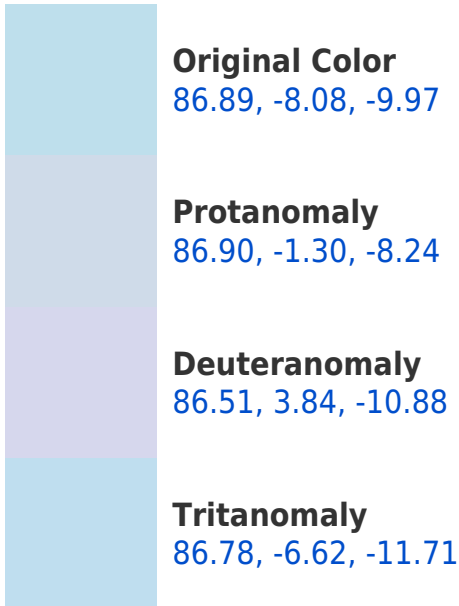 Original Color
86.89, -8.08, -9.97
Protanomaly
86.90, -1.30, -8.24
Deuteranomaly
86.51, 3.84, -10.88
Tritanomaly
86.78, -6.62, -11.71